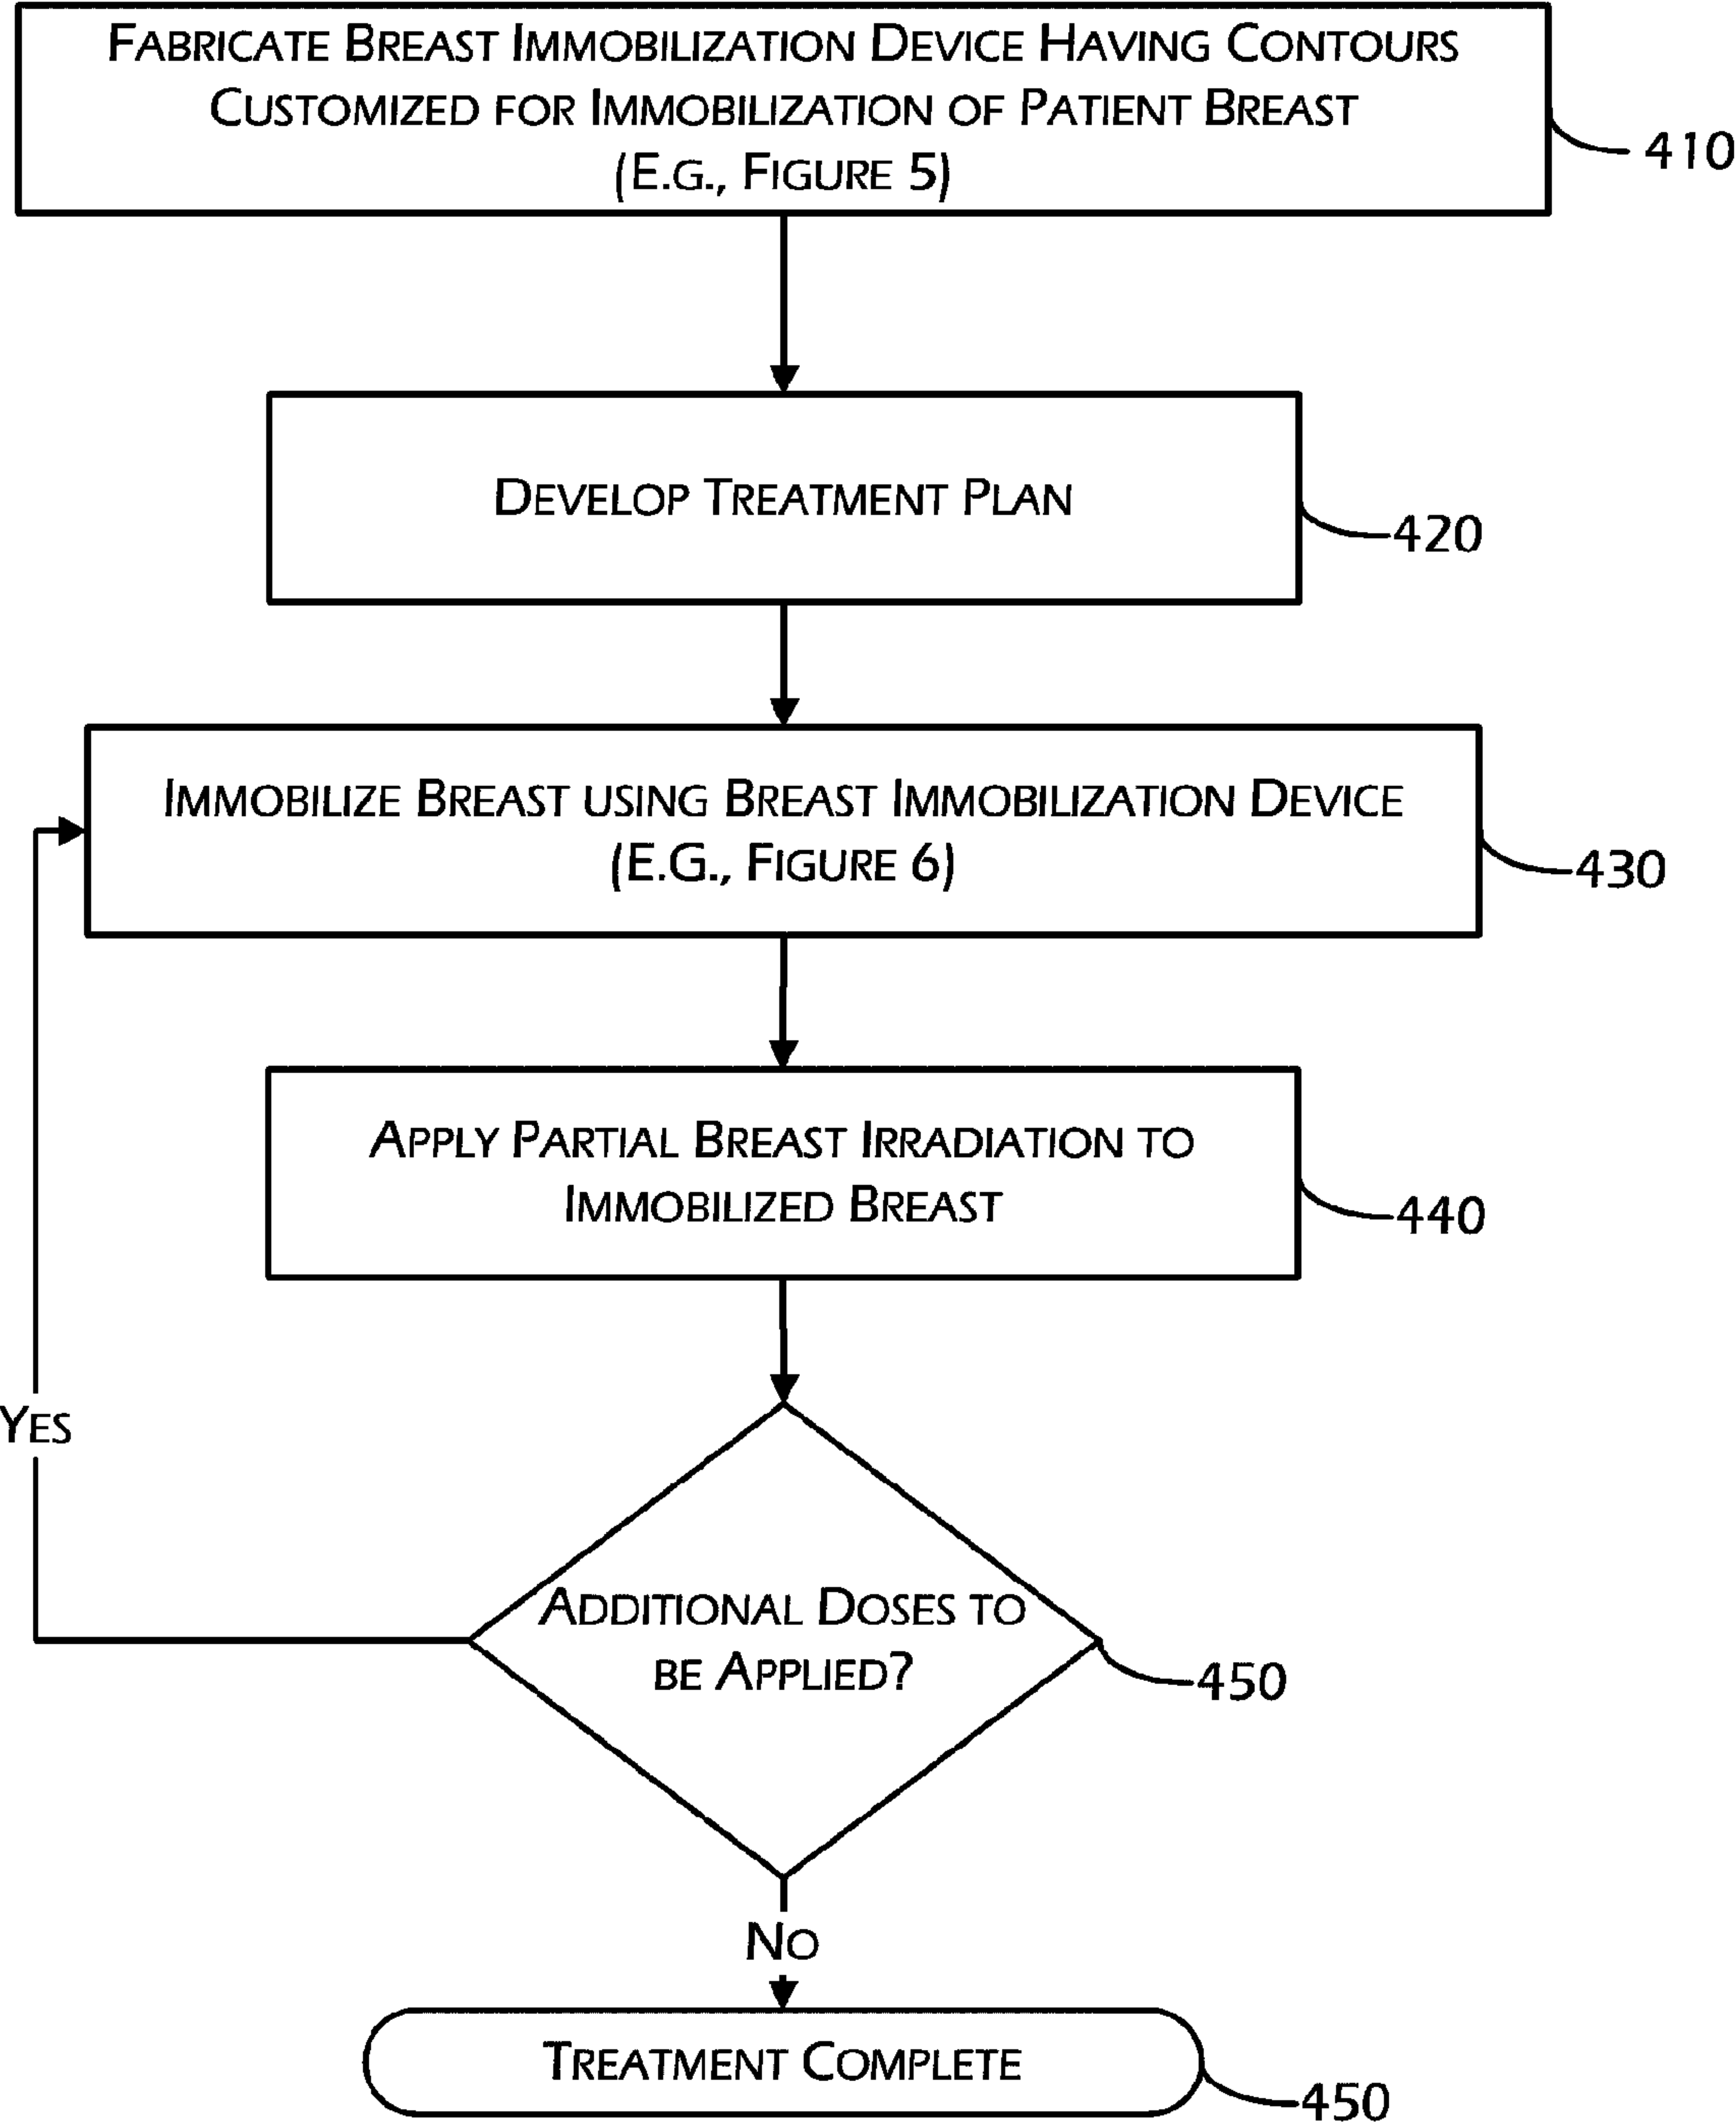 FABRICATE BREAST IMMOBILIZATION DEVICE HAVING CONTOURS
CUSTOMIZED FOR IMMOBILIZATION OF PATIENT BREAST
(E.G., FIGURE 5)
410
DEVELOP TREATMENT PLAN
420
IMMOBILIZE BREAST USING BREAST IMMOBILIZATION DEVICE
(E.G., FIGURE 6)
430
APPLY PARTIAL BREAST IRRADIATION TO
IMMOBILIZED BREAST
440
YES
ADDITIONAL DOSES TO
BE APPLIED?
450
NO
TREATMENT COMPLETE
450